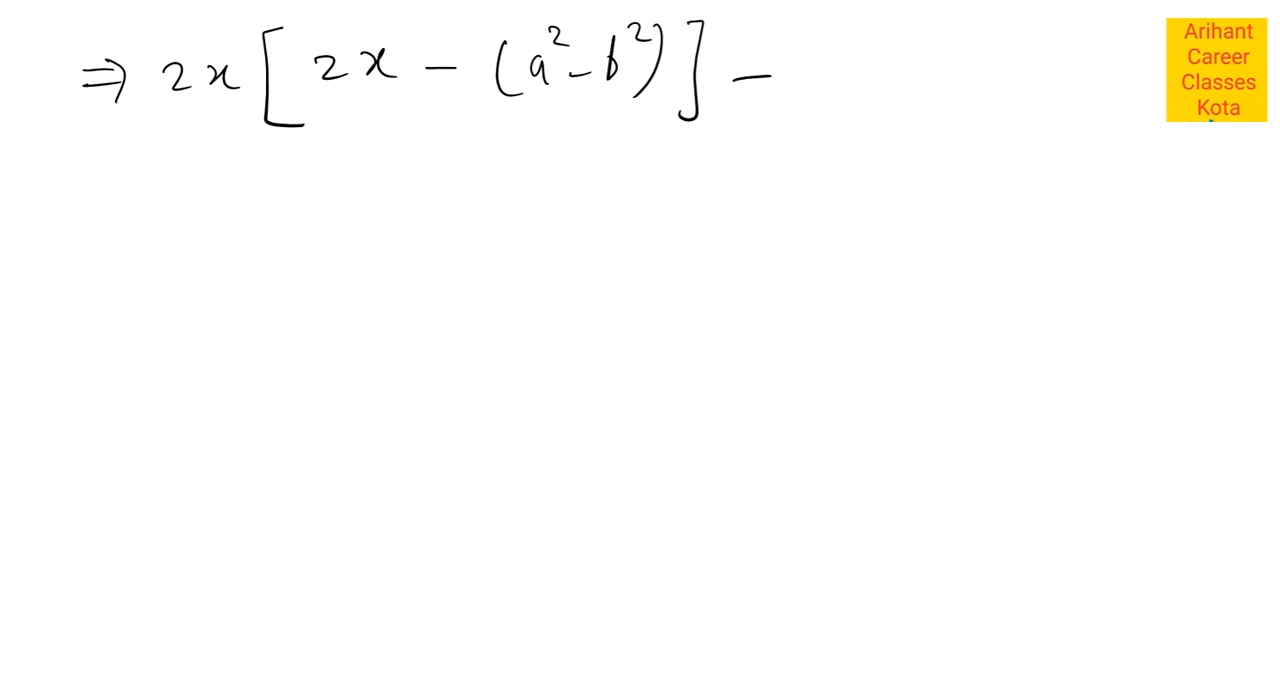 ⇒ 2x[2x - (a² - b²)] -
Arihant
Career
Classes
Kota